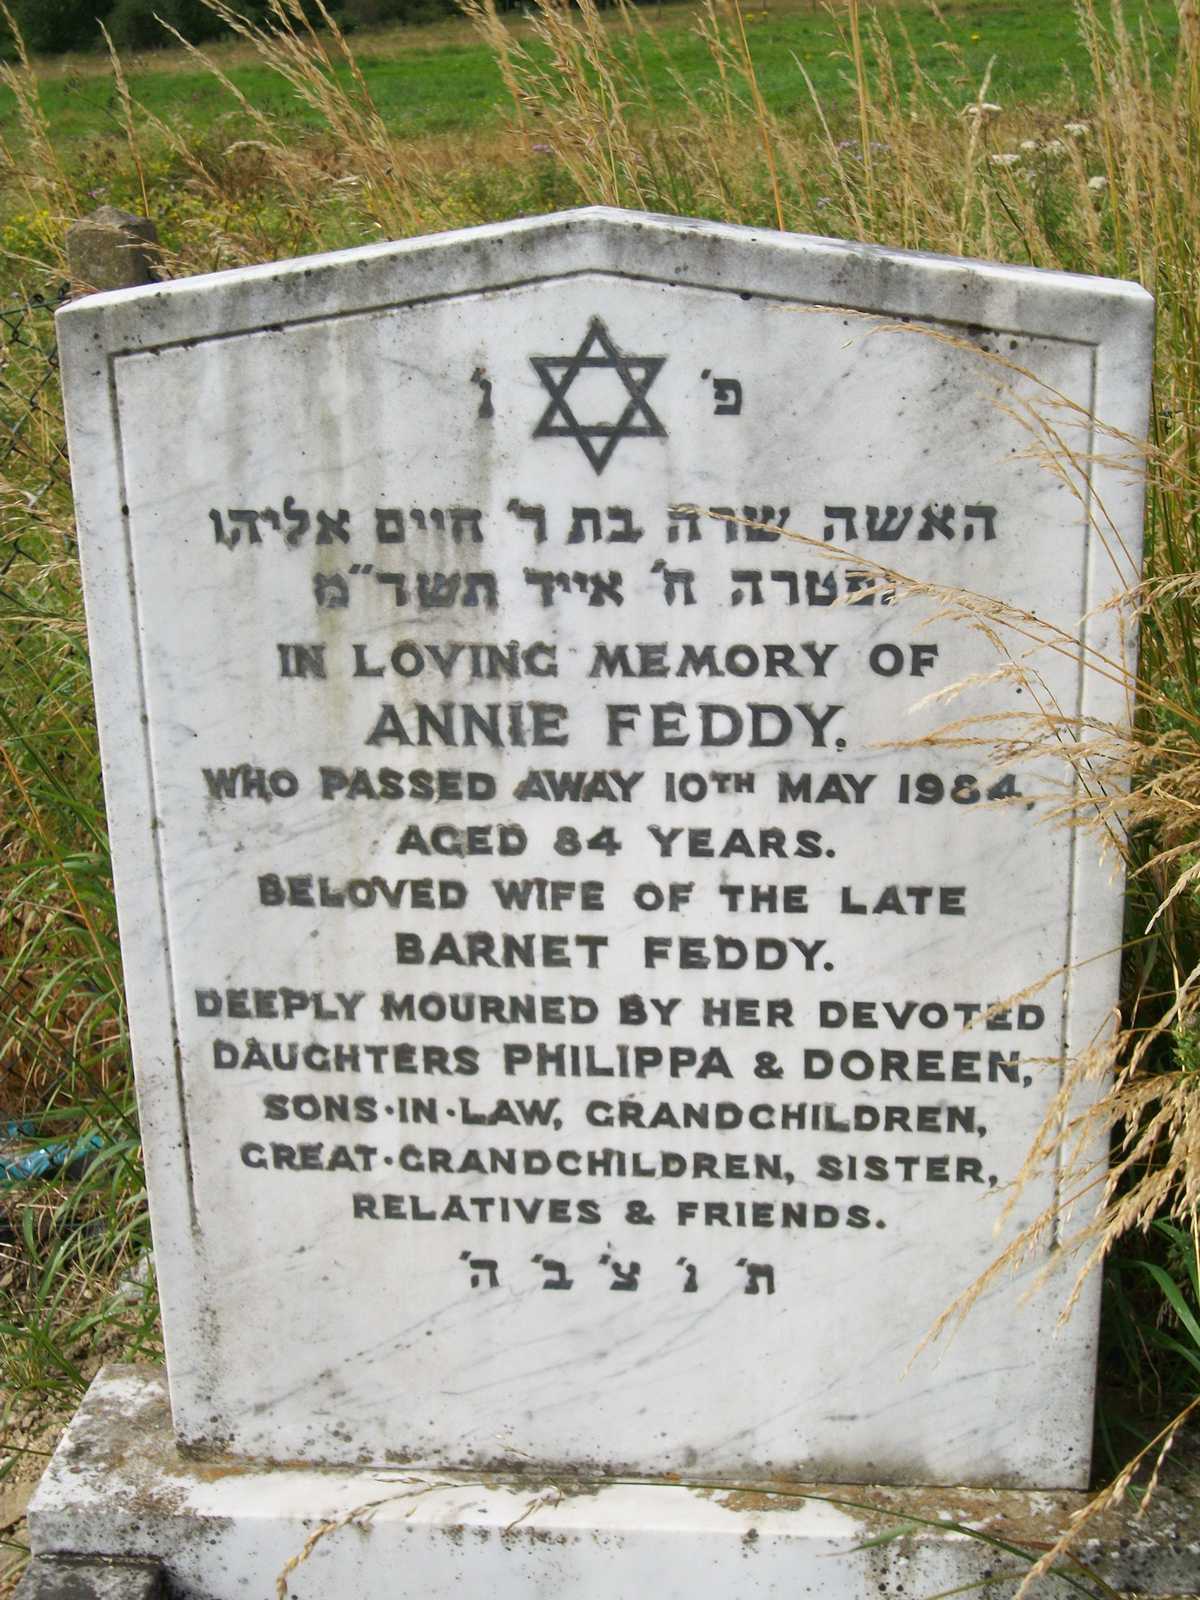 פ׳ נ׳
האשה שרה בת ר׳ חיים אליהו
נפטרה ח׳ אייר תשד״מ
IN LOVING MEMORY OF
ANNIE FEDDY.
WHO PASSED AWAY 10TH MAY 1984,
AGED 84 YEARS.
BELOVED WIFE OF THE LATE
BARNET FEDDY.
DEEPLY MOURNED BY HER DEVOTED
DAUGHTERS PHILIPPA & DOREEN,
SONS·IN·LAW, GRANDCHILDREN,
GREAT·GRANDCHILDREN, SISTER,
RELATIVES & FRIENDS.
ת׳ נ׳ צ׳ ב׳ ה׳